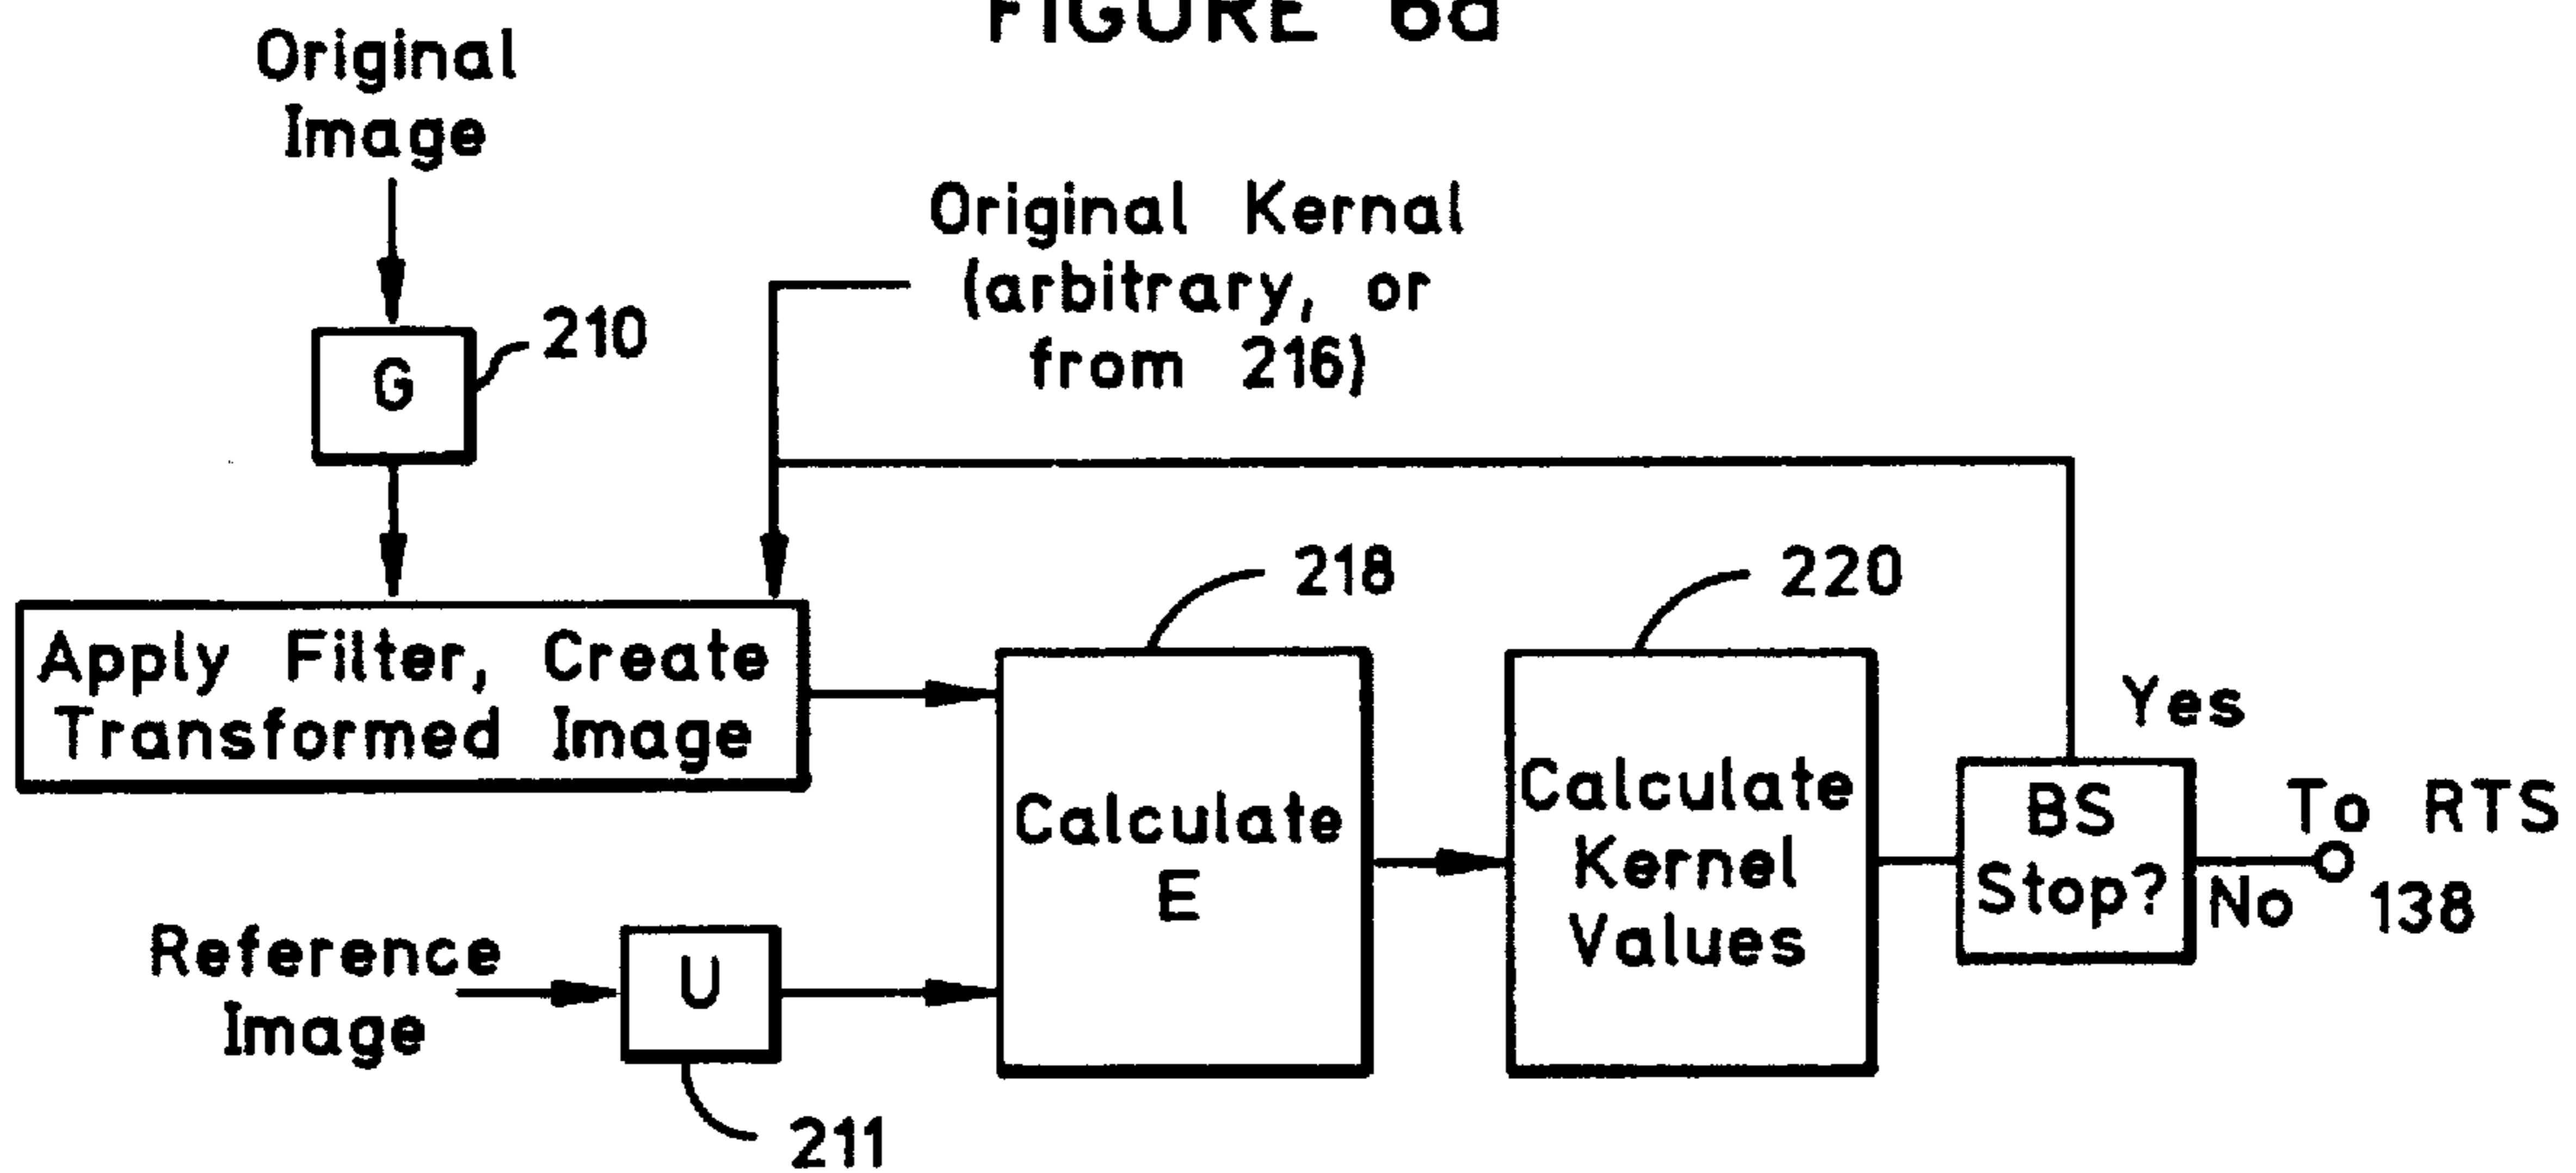 FIGURE 6a
Original
Image
Original Kernal
(arbitrary, or
from 216)
210
G
218
220
Apply Filter, Create
Transformed Image
Yes
Calculate
E
Calculate
Kernel
Values
BS
Stop?
To RTS
No
138
Reference
Image
U
211